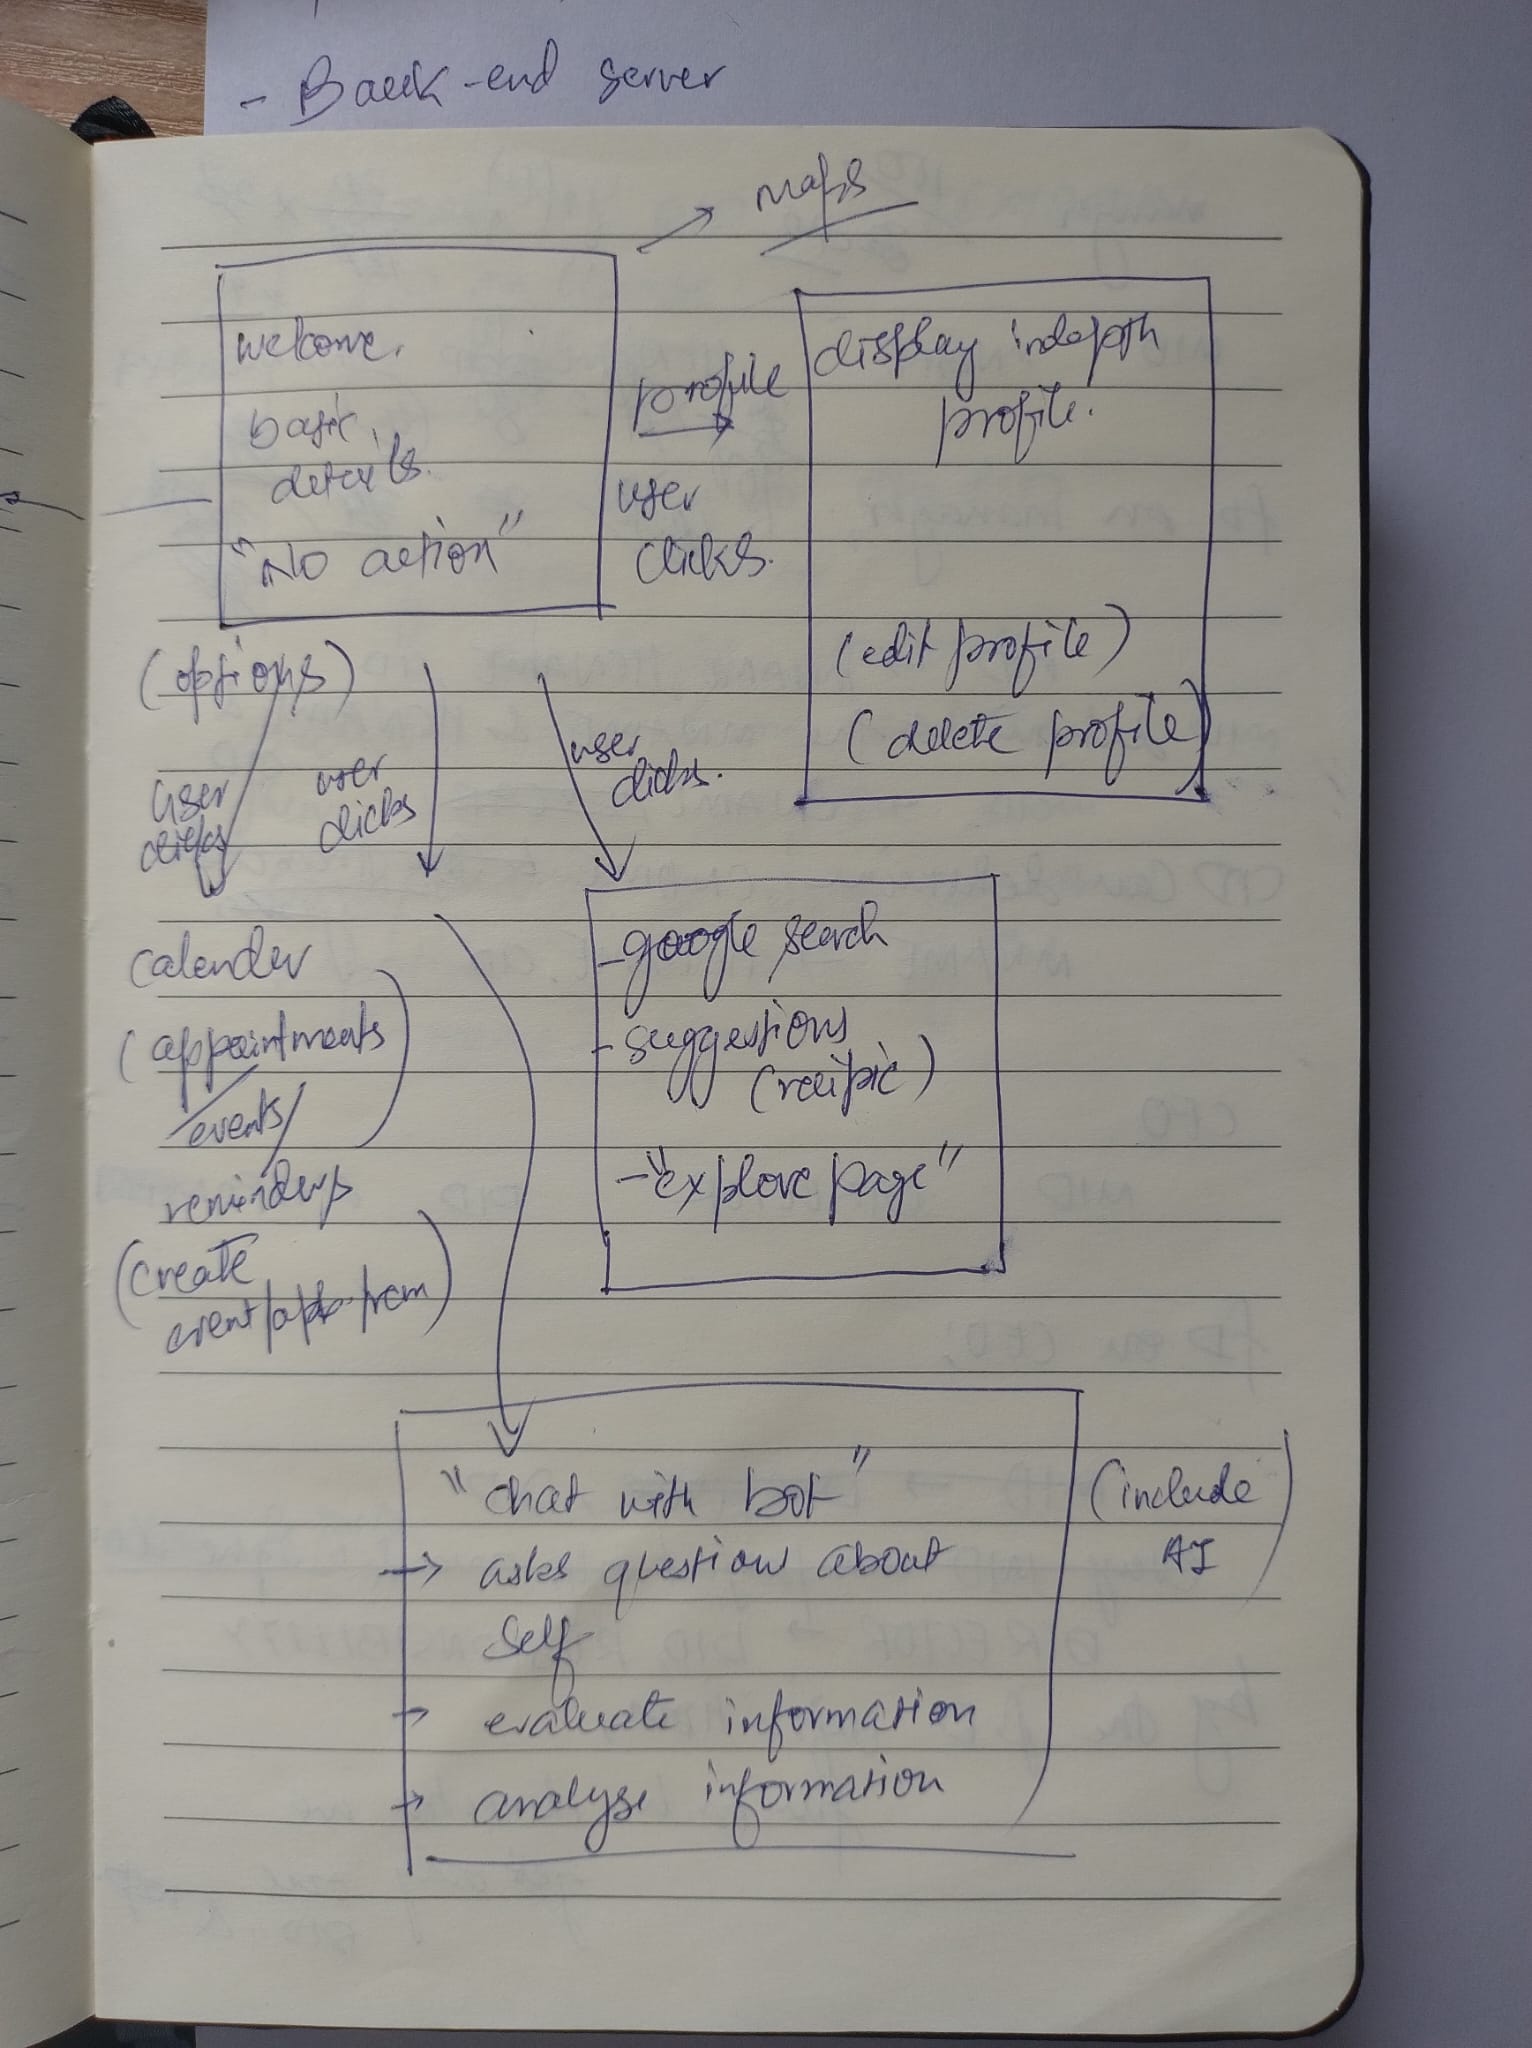 - Back-end server
maps
welcome.
basic
details.
"No action"
profile
user
clicks.
display indepth
profile.
(edit profile)
(delete profile)
(options)
user
clicks
user
clicks
user
clicks.
calender
(appointments
/events/
reminders
(create
event/app./rem)
- google search
- suggestions
- "explore page"
"chat with bot"
→ asks question about
self
→ evaluate information
→ analyse information
(include
AI)